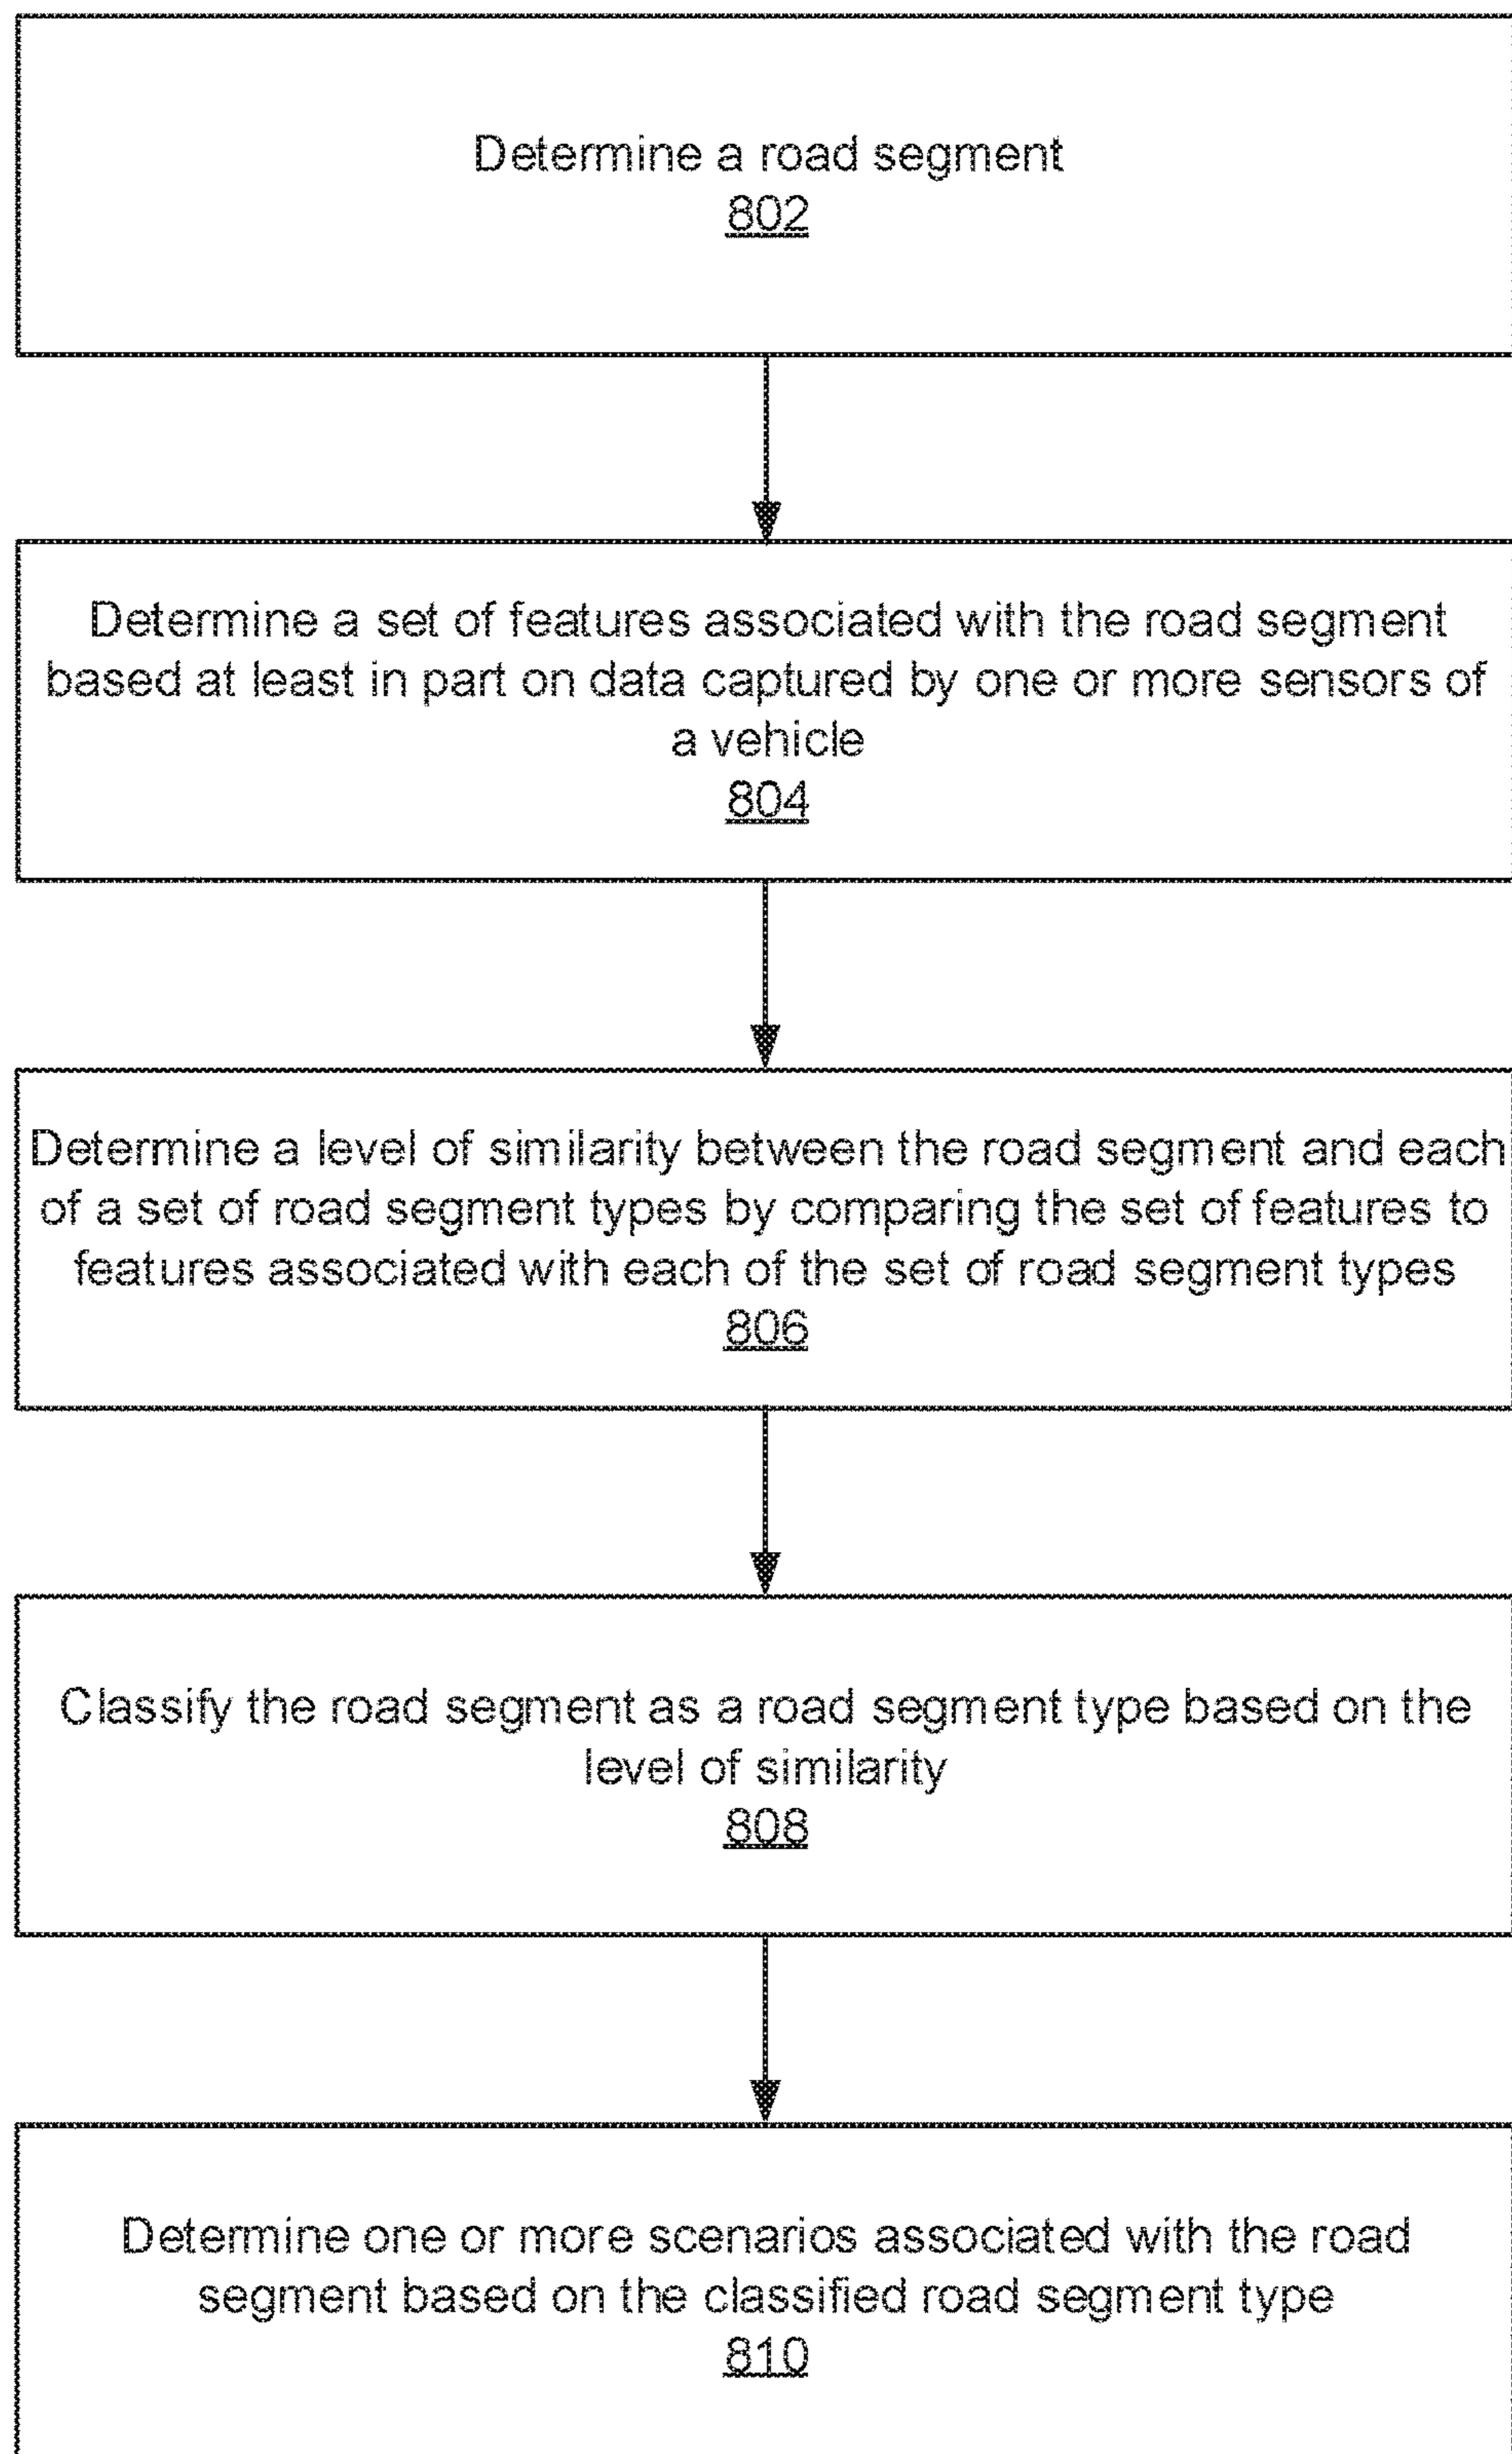 Determine a road segment
802
Determine a set of features associated with the road segment
based at least in part on data captured by one or more sensors of
a vehicle
804
Determine a level of similarity between the road segment and each
of a set of road segment types by comparing the set of features to
features associated with each of the set of road segment types
806
Classify the road segment as a road segment type based on the
level of similarity
808
Determine one or more scenarios associated with the road
segment based on the classified road segment type
810